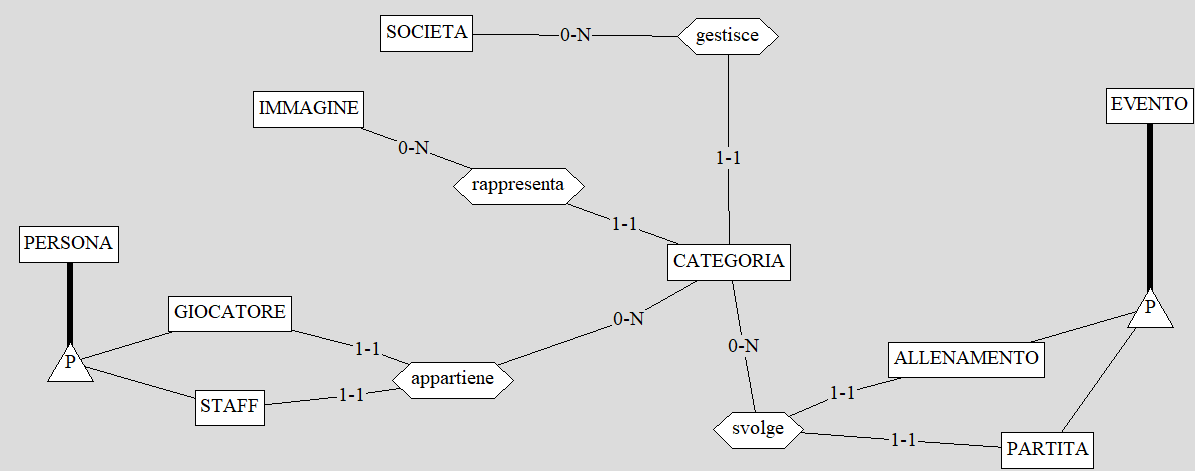 SOCIETA
0-N
gestisce
IMMAGINE
EVENTO
0-N
1-1
rappresenta
1-1
PERSONA
CATEGORIA
GIOCATORE
0-N
P
1-1
0-N
ALLENAMENTO
P
appartiene
1-1
STAFF
1-1
svolge
1-1
PARTITA